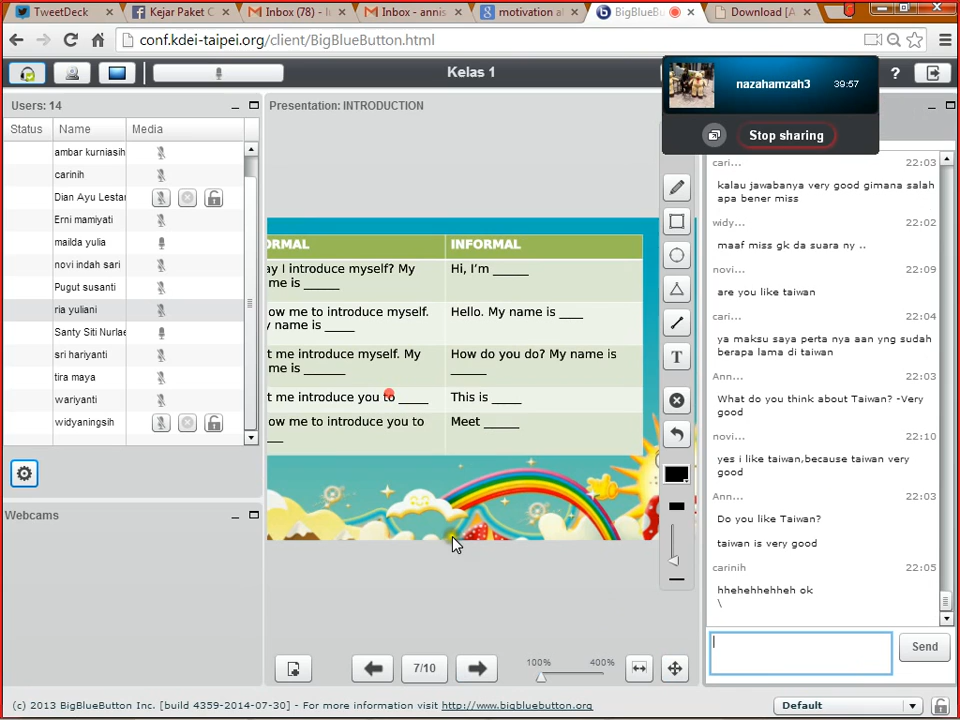 TweetDeck
Kejar Paket C
Inbox (78) - li
Inbox - annis
motivation al
BigBlueBu
Download [A
conf.kdei-taipei.org/client/BigBlueButton.html
Kelas 1
nazahamzah3 39:57
Stop sharing
?
Users: 14
Status Name Media
ambar kurniasih
carinih
Dian Ayu Lestar
Erni mamiyati
mailda yulia
novi indah sari
Pugut susanti
ria yuliani
Santy Siti Nurlae
sri hariyanti
tira maya
wariyanti
widyaningsih
Webcams
Presentation: INTRODUCTION
ORMAL INFORMAL
ay I introduce myself? My
me is _____
Hi, I'm _____
ow me to introduce myself.
y name is ____
Hello. My name is ___
t me introduce myself. My
me is ______
How do you do? My name is
_____
t me introduce you to ____
This is ____
ow me to introduce you to
___
Meet _____
T
7/10
100% 400%
cari... 22:03
kalau jawabanya very good gimana salah
apa bener miss
widy... 22:02
maaf miss gk da suara ny ..
novi... 22:09
are you like taiwan
cari... 22:04
ya maksu saya perta nya aan yng sudah
berapa lama di taiwan
Ann... 22:03
What do you think about Taiwan? -Very
good
novi... 22:10
yes i like taiwan,because taiwan very
good
Ann... 22:03
Do you like Taiwan?
taiwan is very good
carinih 22:05
hhehehhehheh ok
\
Send
(c) 2013 BigBlueButton Inc. [build 4359-2014-07-30] - For more information visit http://www.bigbluebutton.org
Default